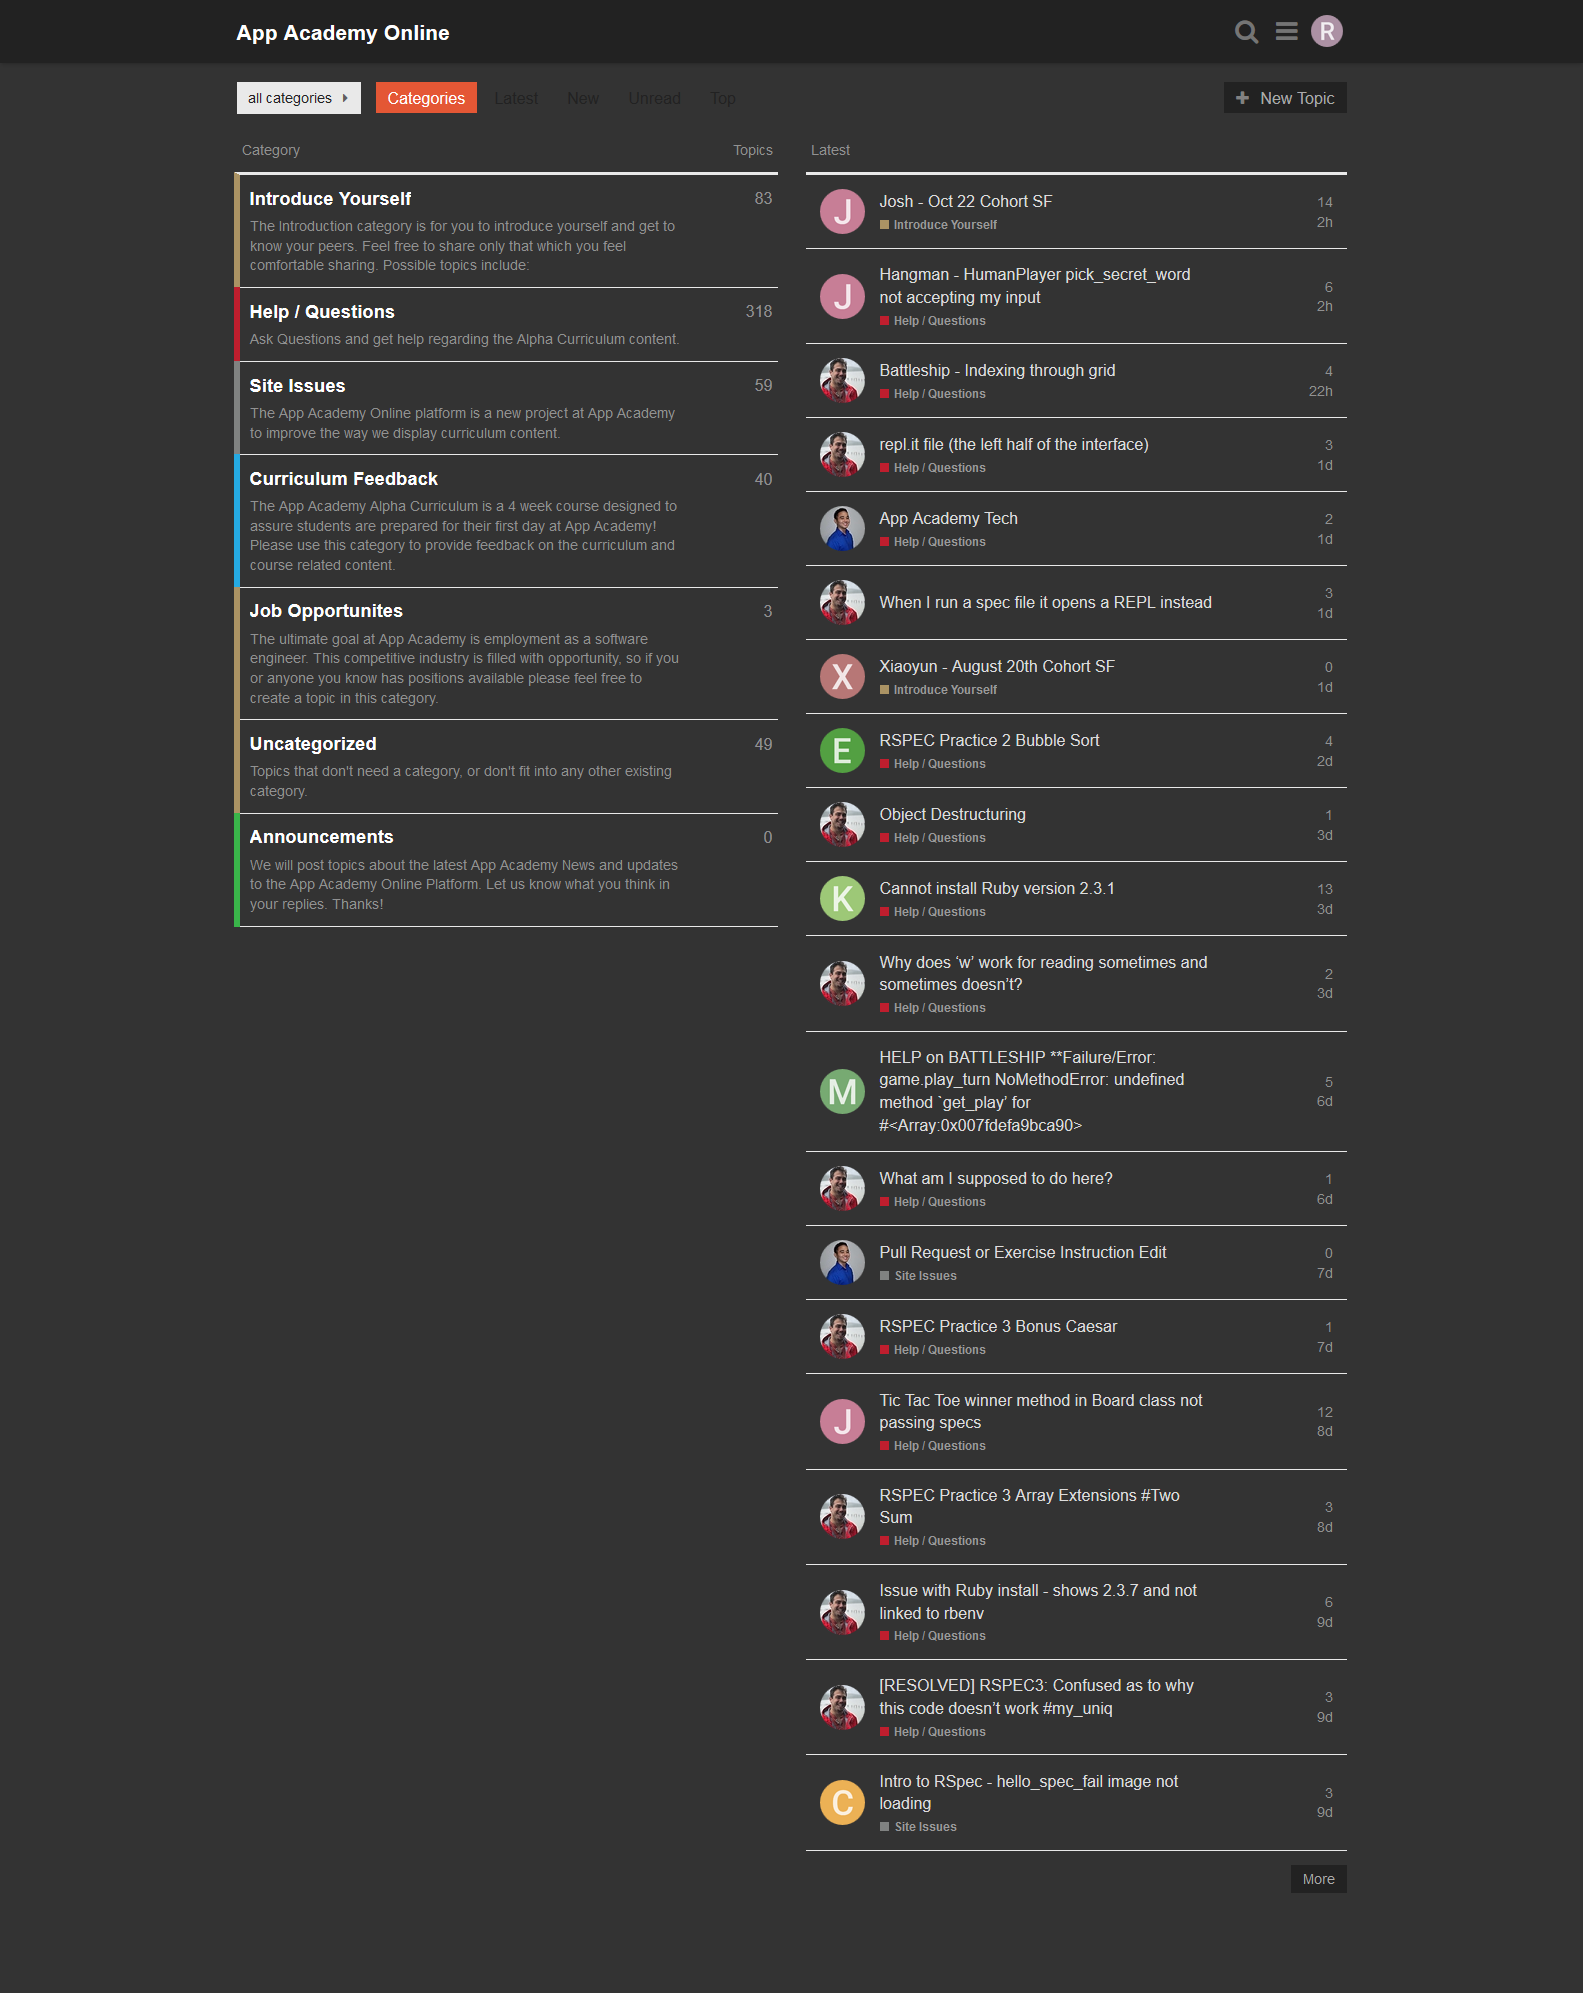 App Academy Online
R
all categories
Categories
Latest
New
Unread
Top
New Topic
Category Topics
Introduce Yourself 83
The Introduction category is for you to introduce yourself and get to
know your peers. Feel free to share only that which you feel
comfortable sharing. Possible topics include:
Help / Questions 318
Ask Questions and get help regarding the Alpha Curriculum content.
Site Issues 59
The App Academy Online platform is a new project at App Academy
to improve the way we display curriculum content.
Curriculum Feedback 40
The App Academy Alpha Curriculum is a 4 week course designed to
assure students are prepared for their first day at App Academy!
Please use this category to provide feedback on the curriculum and
course related content.
Job Opportunites 3
The ultimate goal at App Academy is employment as a software
engineer. This competitive industry is filled with opportunity, so if you
or anyone you know has positions available please feel free to
create a topic in this category.
Uncategorized 49
Topics that don't need a category, or don't fit into any other existing
category.
Announcements 0
We will post topics about the latest App Academy News and updates
to the App Academy Online Platform. Let us know what you think in
your replies. Thanks!
Latest
J
Josh - Oct 22 Cohort SF
Introduce Yourself
14
2h
J
Hangman - HumanPlayer pick_secret_word
not accepting my input
Help / Questions
6
2h
Battleship - Indexing through grid
Help / Questions
4
22h
repl.it file (the left half of the interface)
Help / Questions
3
1d
App Academy Tech
Help / Questions
2
1d
When I run a spec file it opens a REPL instead
3
1d
X
Xiaoyun - August 20th Cohort SF
Introduce Yourself
0
1d
E
RSPEC Practice 2 Bubble Sort
Help / Questions
4
2d
Object Destructuring
Help / Questions
1
3d
K
Cannot install Ruby version 2.3.1
Help / Questions
13
3d
Why does ‘w’ work for reading sometimes and
sometimes doesn’t?
Help / Questions
2
3d
M
HELP on BATTLESHIP **Failure/Error:
game.play_turn NoMethodError: undefined
method `get_play’ for
#<Array:0x007fdefa9bca90>
5
6d
What am I supposed to do here?
Help / Questions
1
6d
Pull Request or Exercise Instruction Edit
Site Issues
0
7d
RSPEC Practice 3 Bonus Caesar
Help / Questions
1
7d
J
Tic Tac Toe winner method in Board class not
passing specs
Help / Questions
12
8d
RSPEC Practice 3 Array Extensions #Two
Sum
Help / Questions
3
8d
Issue with Ruby install - shows 2.3.7 and not
linked to rbenv
Help / Questions
6
9d
[RESOLVED] RSPEC3: Confused as to why
this code doesn’t work #my_uniq
Help / Questions
3
9d
C
Intro to RSpec - hello_spec_fail image not
loading
Site Issues
3
9d
More